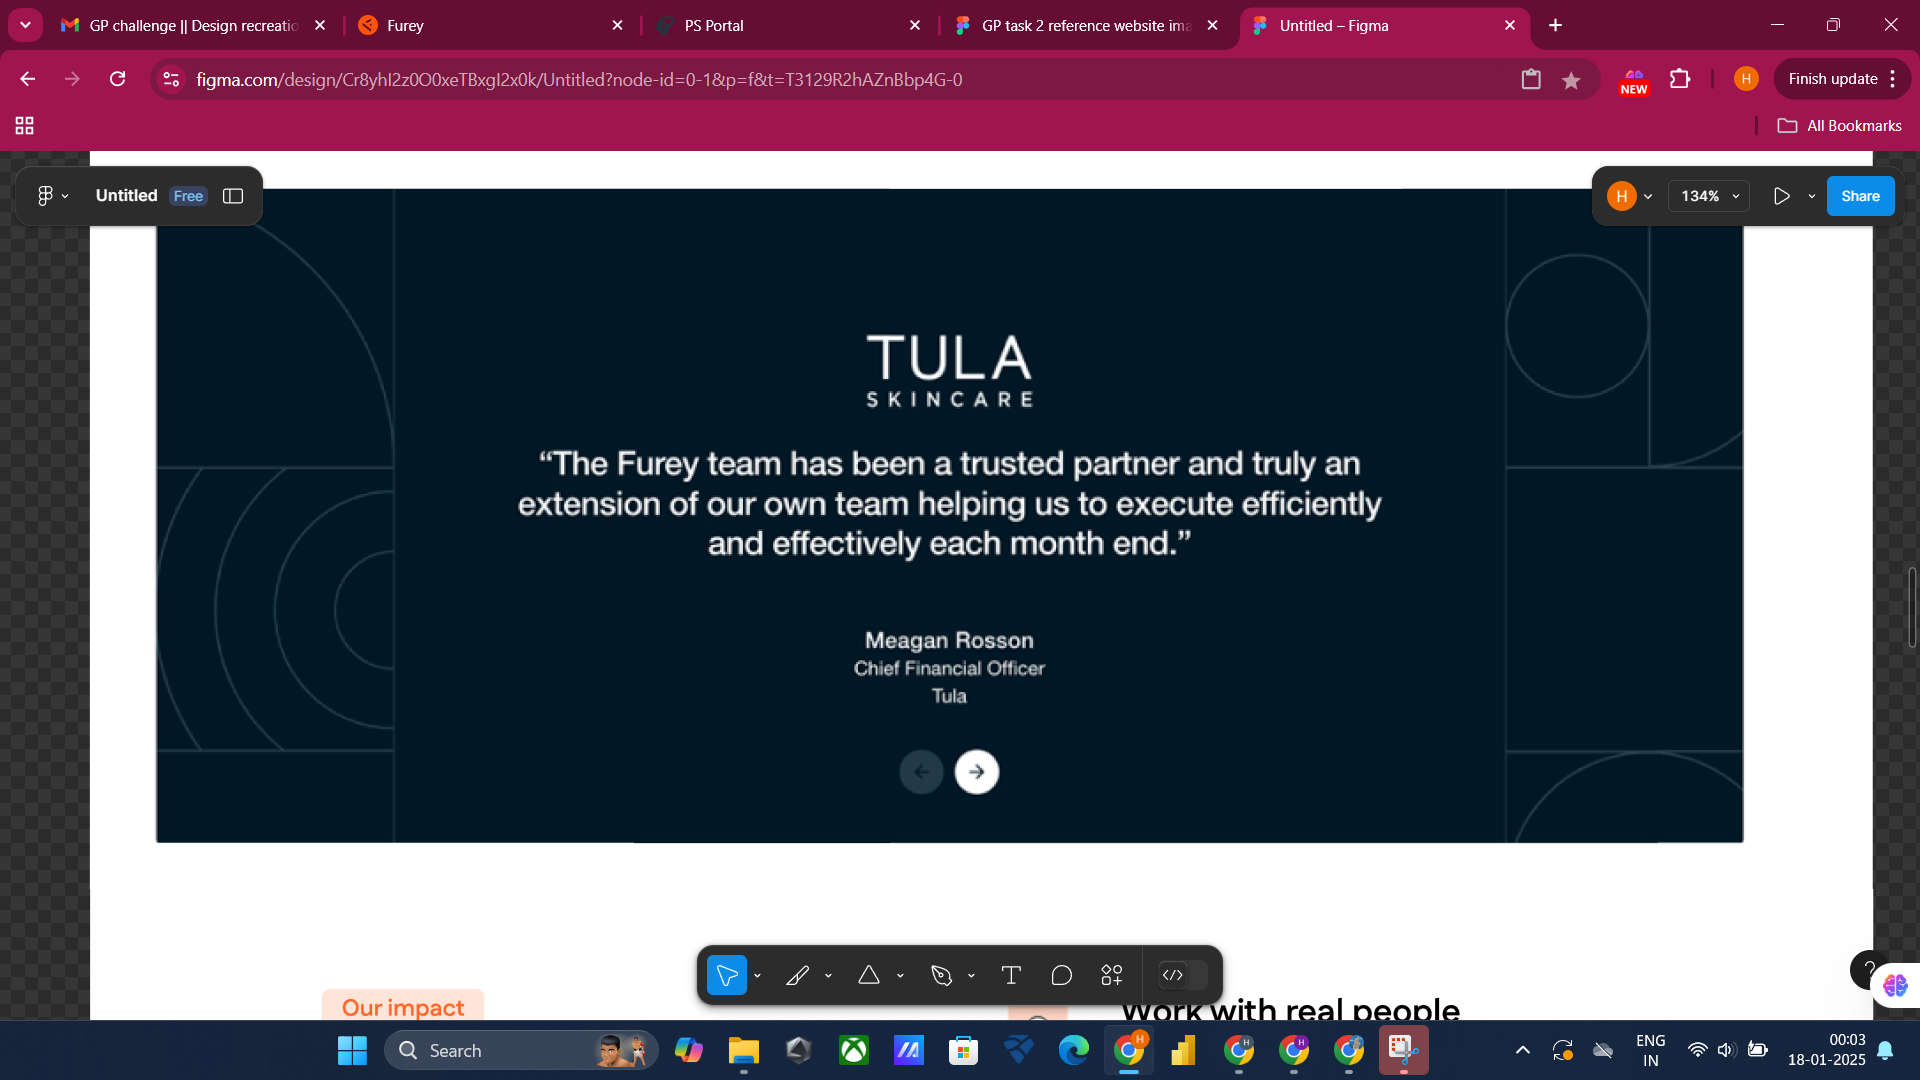 GP challenge || Design recreatio
Furey
PS Portal
GP task 2 reference website ima
Untitled – Figma
figma.com/design/Cr8yhI2z0O0xeTBxgI2x0k/Untitled?node-id=0-1&p=f&t=T3129R2hAZnBbp4G-0
NEW
H
Finish update
All Bookmarks
Untitled
Free
H
134%
Share
TULA
SKINCARE
“The Furey team has been a trusted partner and truly an
extension of our own team helping us to execute efficiently
and effectively each month end.”
Meagan Rosson
Chief Financial Officer
Tula
Our impact
Work with real people
Search
ENG
IN
00:03
18-01-2025